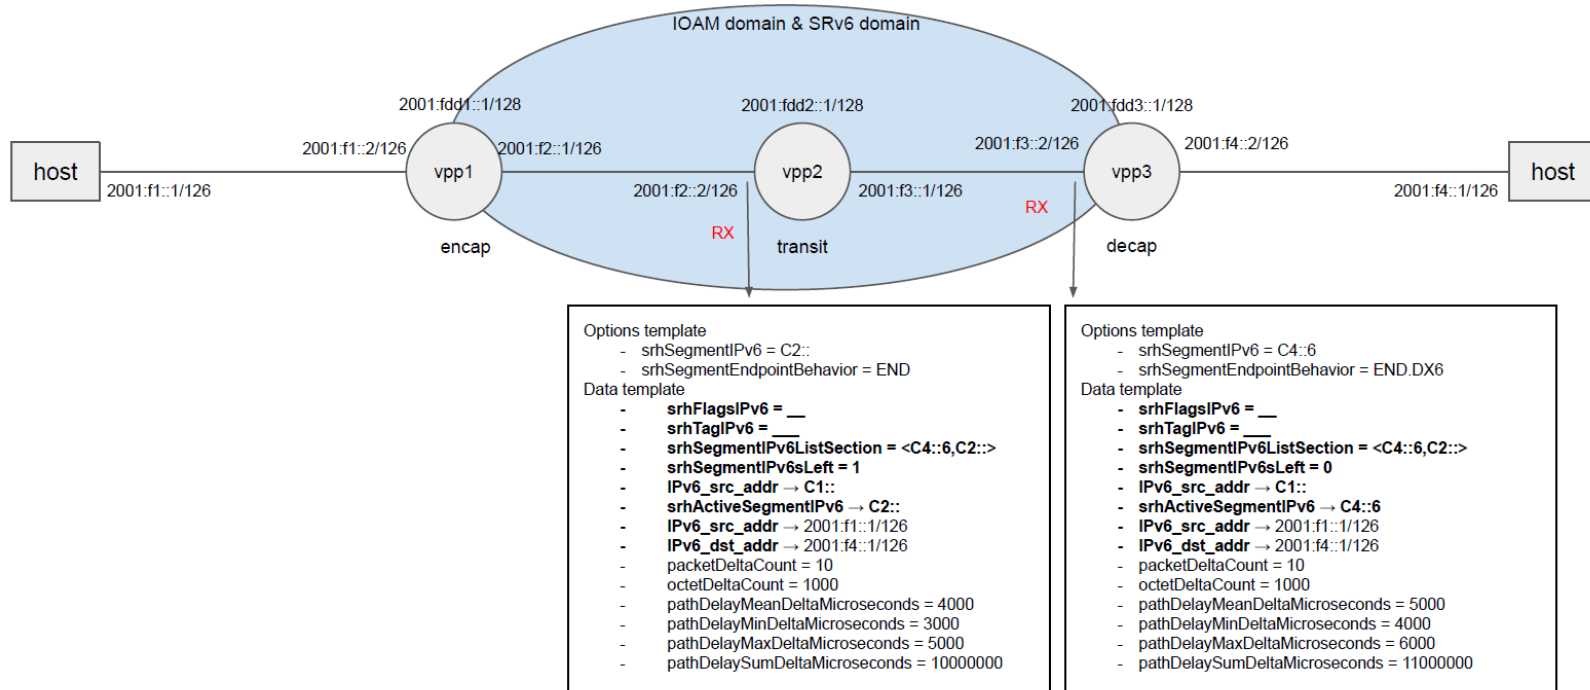 IOAM domain & SRv6 domain
2001:fdd1::1/128
2001:fdd2::1/128
2001:fdd3::1/128
2001:f1::2/126
2001:f2::1/126
2001:f3::2/126
2001:f4::2/126
host
vpp1
vpp2
vpp3
host
2001:f1::1/126
2001:f2::2/126
2001:f3::1/126
2001:f4::1/126
RX
RX
encap
transit
decap
Options template
- srhSegmentIPv6 = C2::
- srhSegmentEndpointBehavior = END
Data template
- srhFlagsIPv6 = __
- srhTagIPv6 = ___
- srhSegmentIPv6ListSection = <C4::6,C2::>
- srhSegmentIPv6sLeft = 1
- IPv6_src_addr → C1::
- srhActiveSegmentIPv6 → C2::
- IPv6_src_addr → 2001:f1::1/126
- IPv6_dst_addr → 2001:f4::1/126
- packetDeltaCount = 10
- octetDeltaCount = 1000
- pathDelayMeanDeltaMicroseconds = 4000
- pathDelayMinDeltaMicroseconds = 3000
- pathDelayMaxDeltaMicroseconds = 5000
- pathDelaySumDeltaMicroseconds = 10000000
Options template
- srhSegmentIPv6 = C4::6
- srhSegmentEndpointBehavior = END.DX6
Data template
- srhFlagsIPv6 = __
- srhTagIPv6 = ___
- srhSegmentIPv6ListSection = <C4::6,C2::>
- srhSegmentIPv6sLeft = 0
- IPv6_src_addr → C1::
- srhActiveSegmentIPv6 → C4::6
- IPv6_src_addr → 2001:f1::1/126
- IPv6_dst_addr → 2001:f4::1/126
- packetDeltaCount = 10
- octetDeltaCount = 1000
- pathDelayMeanDeltaMicroseconds = 5000
- pathDelayMinDeltaMicroseconds = 4000
- pathDelayMaxDeltaMicroseconds = 6000
- pathDelaySumDeltaMicroseconds = 11000000